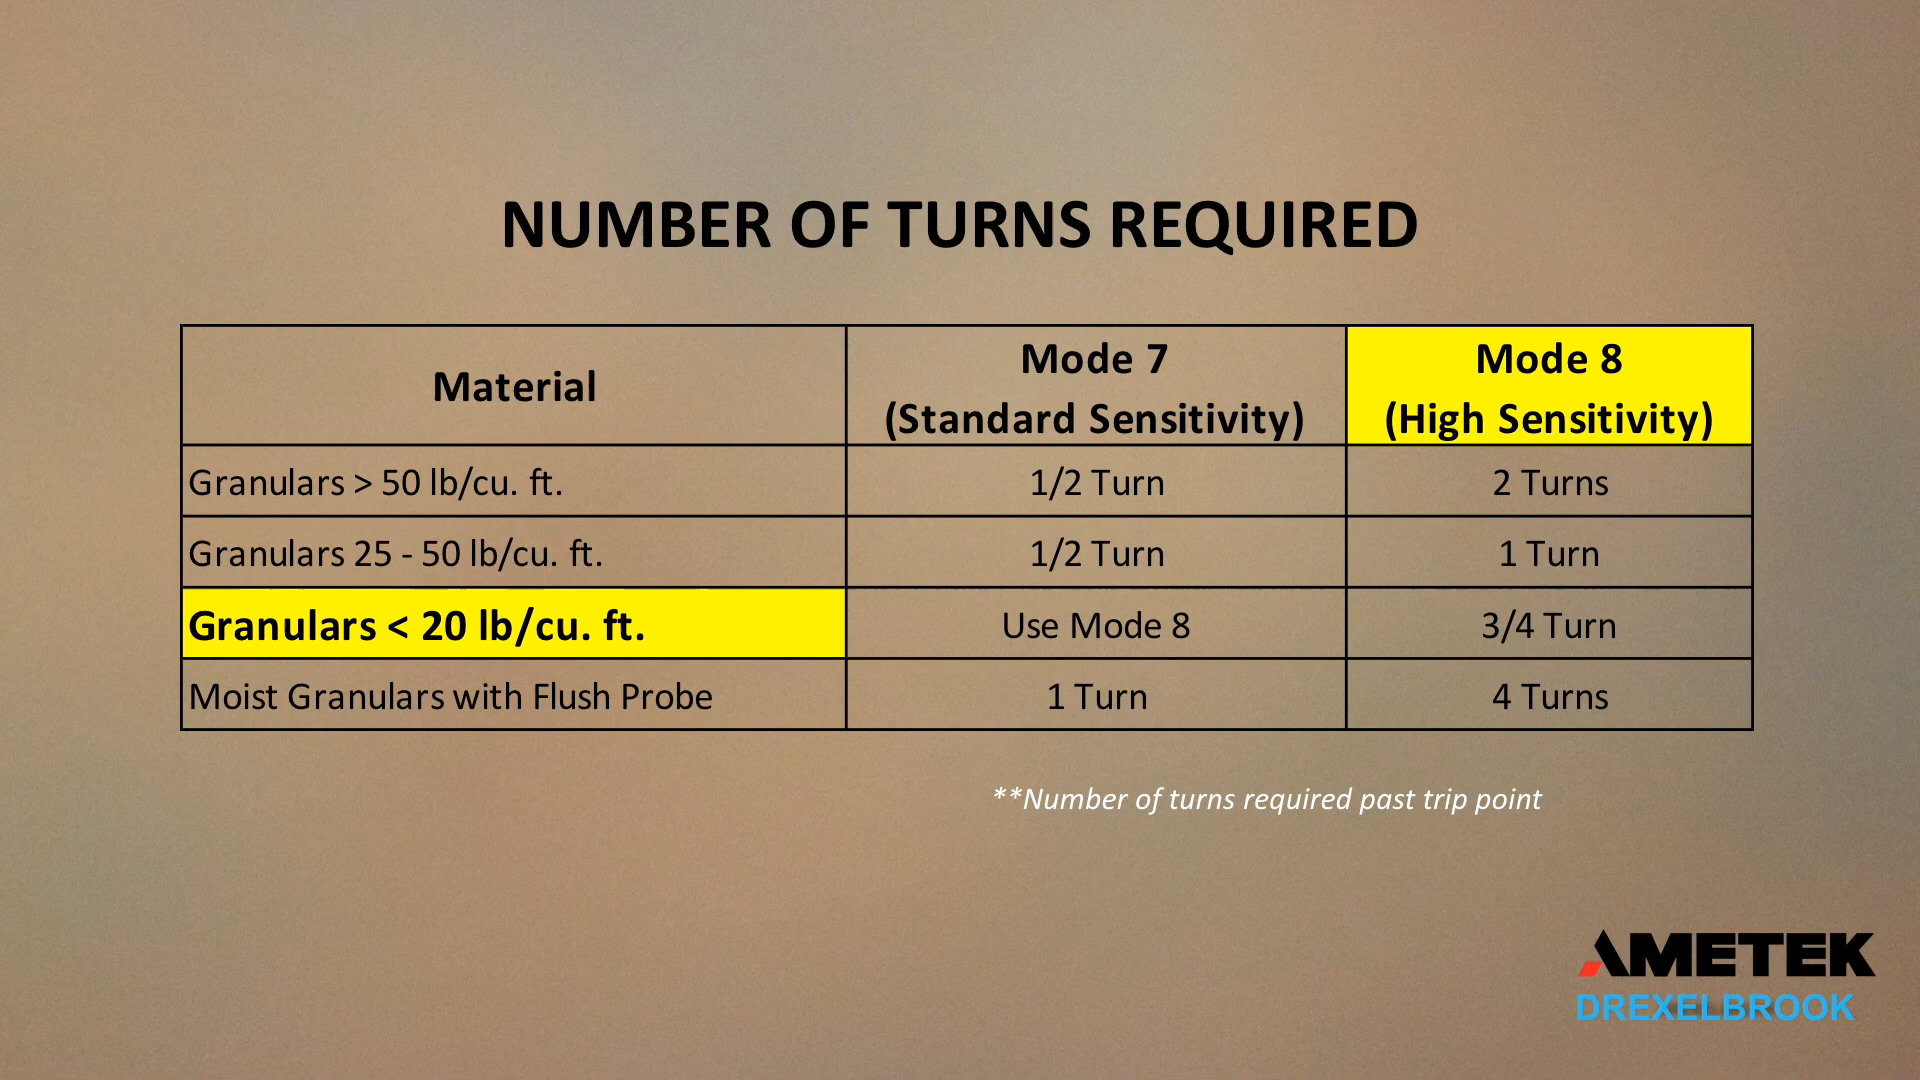 NUMBER OF TURNS REQUIRED
Material
Mode 7
(Standard Sensitivity)
Mode 8
(High Sensitivity)
Granulars > 50 lb/cu. ft.
1/2 Turn
2 Turns
Granulars 25 - 50 lb/cu. ft.
1/2 Turn
1 Turn
Granulars < 20 lb/cu. ft.
Use Mode 8
3/4 Turn
Moist Granulars with Flush Probe
1 Turn
4 Turns
**Number of turns required past trip point
AMETEK
DREXELBROOK